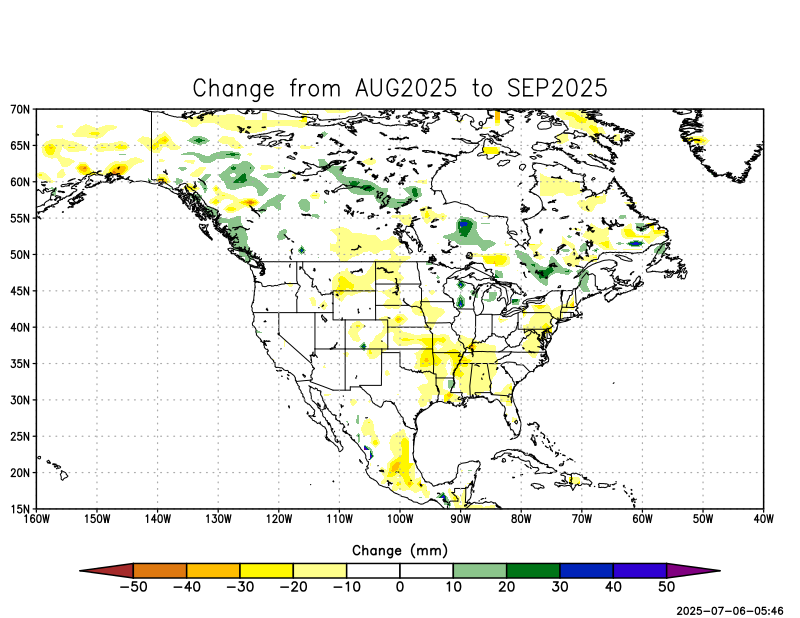 Change from AUG2025 to SEP2025
70N
65N
60N
55N
50N
45N
40N
35N
30N
25N
20N
15N
160W 150W 140W 130W 120W 110W 100W 90W 80W 70W 60W 50W 40W
Change (mm)
−50 −40 −30 −20 −10 0 10 20 30 40 50
2025-07-06-05:46